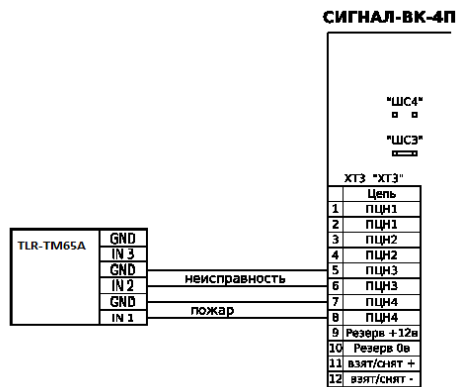 СИГНАЛ-ВК-4П
"ШС4"
"ШС3"
XT3 "XT3"
Цепь
1 ПЦН1
2 ПЦН1
3 ПЦН2
4 ПЦН2
5 ПЦН3
6 ПЦН3
7 ПЦН4
8 ПЦН4
9 Резерв +12в
10 Резерв 0в
11 взят/снят +
12 взят/снят -
TLR-TM65A
GND
IN 3
GND
IN 2
GND
IN 1
неисправность
пожар